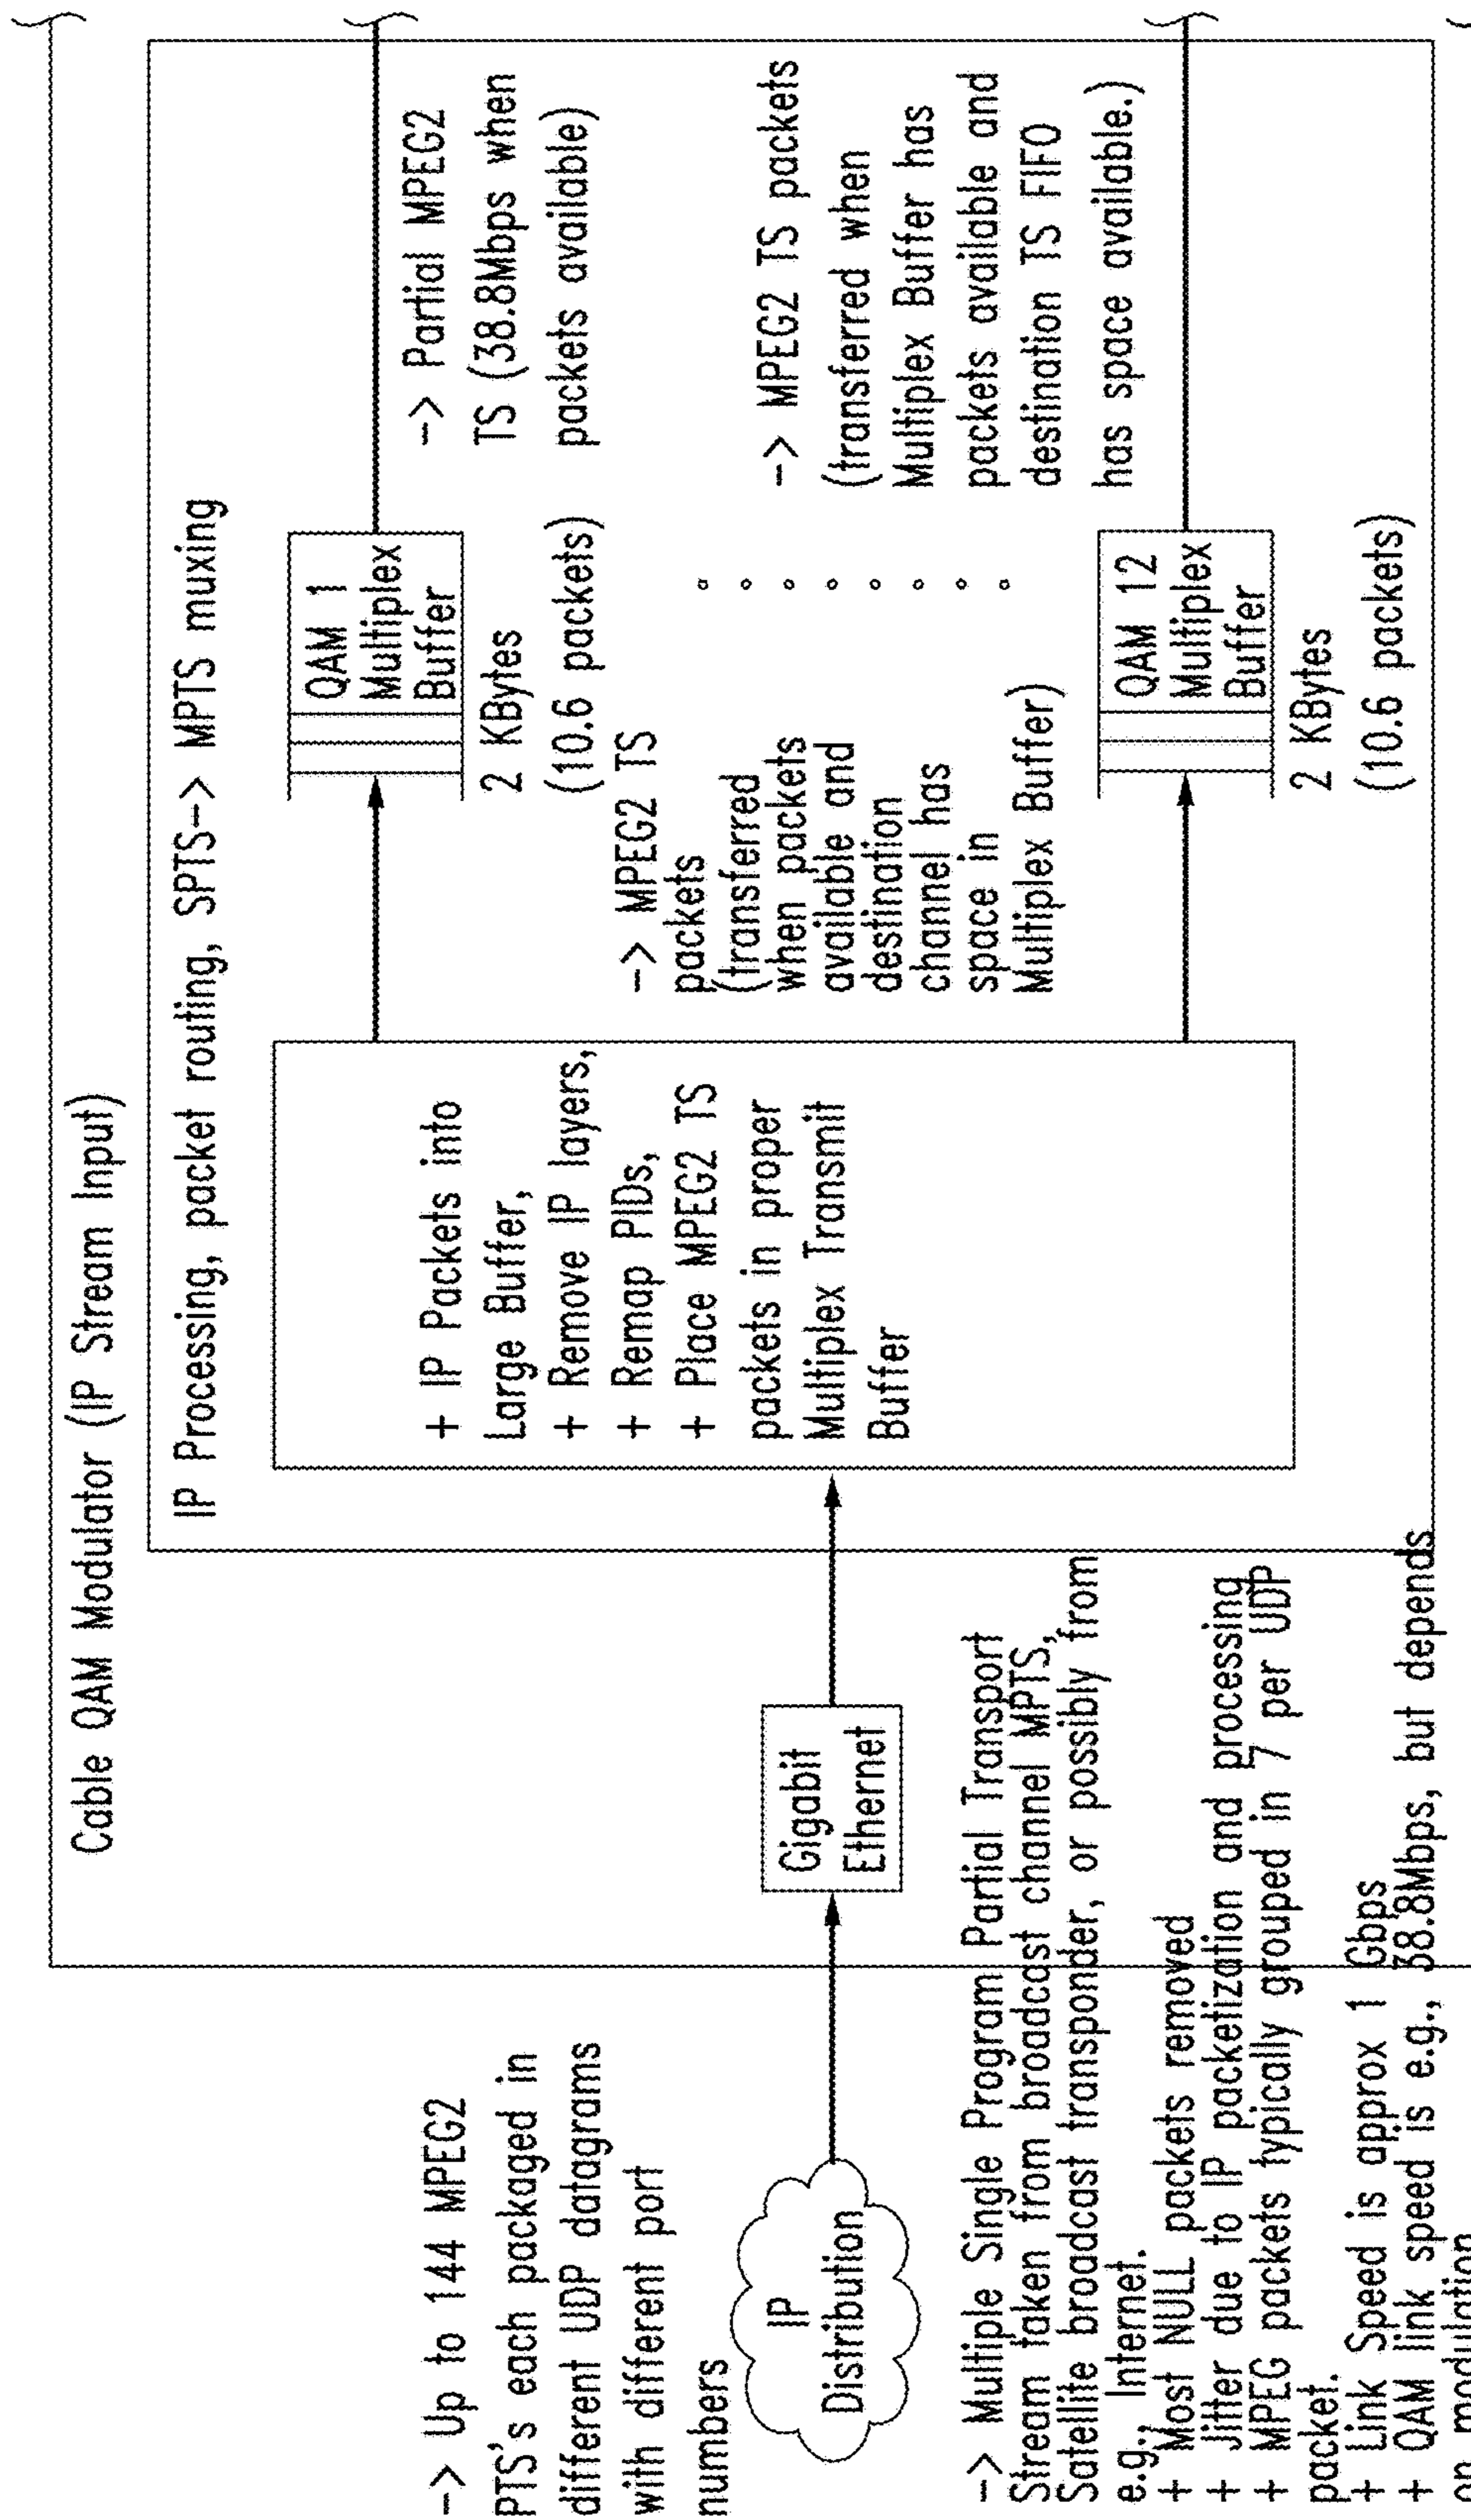 Cable QAM Modulator (IP Stream Input)
IP Processing, packet routing, SPTS-> MPTS muxing
-> Up to 144 MPEG2
PTS's each packaged in
different UDP datagrams
with different port
numbers
IP
Distribution
-> Multiple Single Program Partial Transport
Stream taken from broadcast channel MPTS,
Satellite broadcast transponder, or possibly from
e.g., Internet.
+ Most NULL packets removed
+ Jitter due to IP packetization and processing
+ MPEG packets typically grouped in 7 per UDP
packet.
+ Link Speed is approx 1 Gbps
+ QAM link speed is e.g., 38.8Mbps, but depends
on modulation
Gigabit
Ethernet
+ IP Packets into
Large Buffer,
+ Remove IP layers,
+ Remap PIDs,
+ Place MPEG2 TS
packets in proper
Multiplex Transmit
Buffer
QAM 1
Multiplex
Buffer
2 KBytes
(10.6 packets)
-> MPEG2 TS
packets
(transferred
when packets
available and
destination
channel has
space in
Multiplex Buffer)
QAM 12
Multiplex
Buffer
2 KBytes
(10.6 packets)
-> Partial MPEG2
TS (38.8Mbps when
packets available)
-> MPEG2 TS packets
(transferred when
Multiplex Buffer has
packets available and
destination TS FIFO
has space available.)